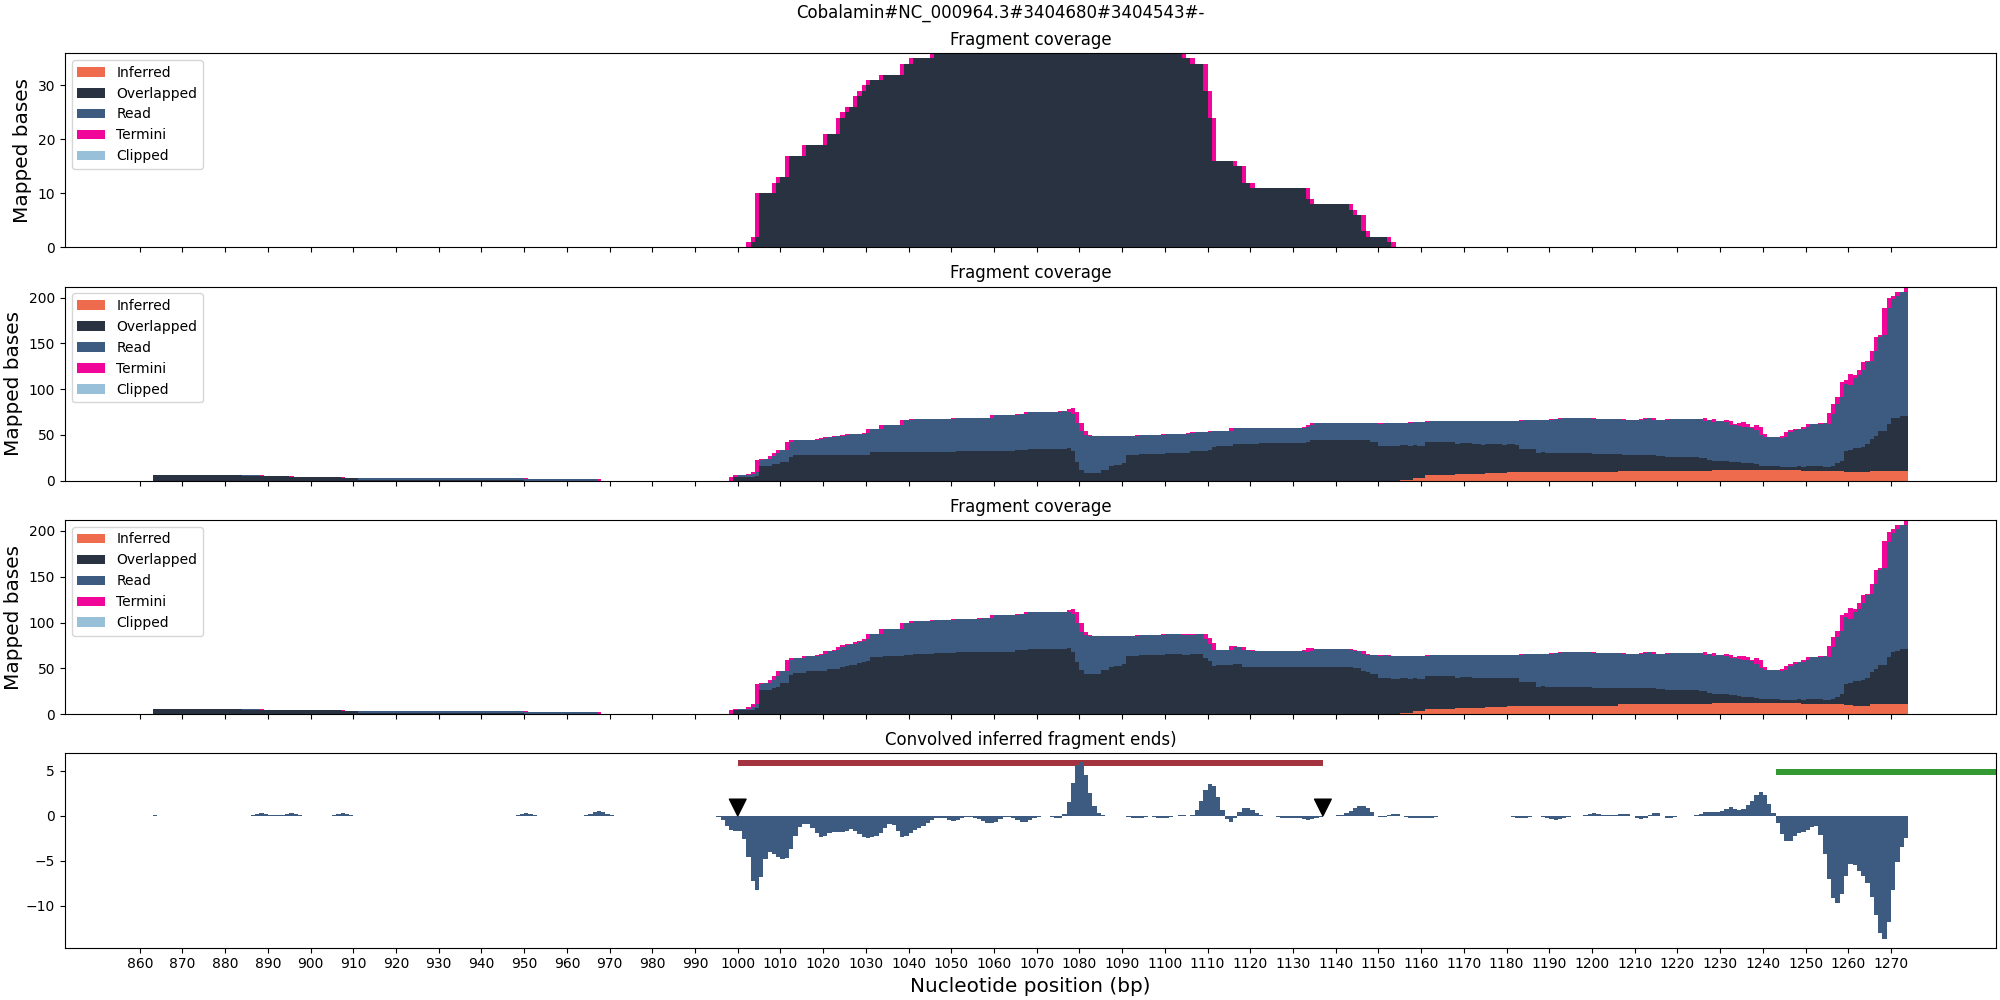 Cobalamin#NC_000964.3#3404680#3404543#-
Fragment coverage
Mapped bases
30
20
10
0
Inferred
Overlapped
Read
Termini
Clipped
Fragment coverage
Mapped bases
200
150
100
50
0
Inferred
Overlapped
Read
Termini
Clipped
Fragment coverage
Mapped bases
200
150
100
50
0
Inferred
Overlapped
Read
Termini
Clipped
Convolved inferred fragment ends)
5
0
−5
−10
860 870 880 890 900 910 920 930 940 950 960 970 980 990 1000 1010 1020 1030 1040 1050 1060 1070 1080 1090 1100 1110 1120 1130 1140 1150 1160 1170 1180 1190 1200 1210 1220 1230 1240 1250 1260 1270
Nucleotide position (bp)